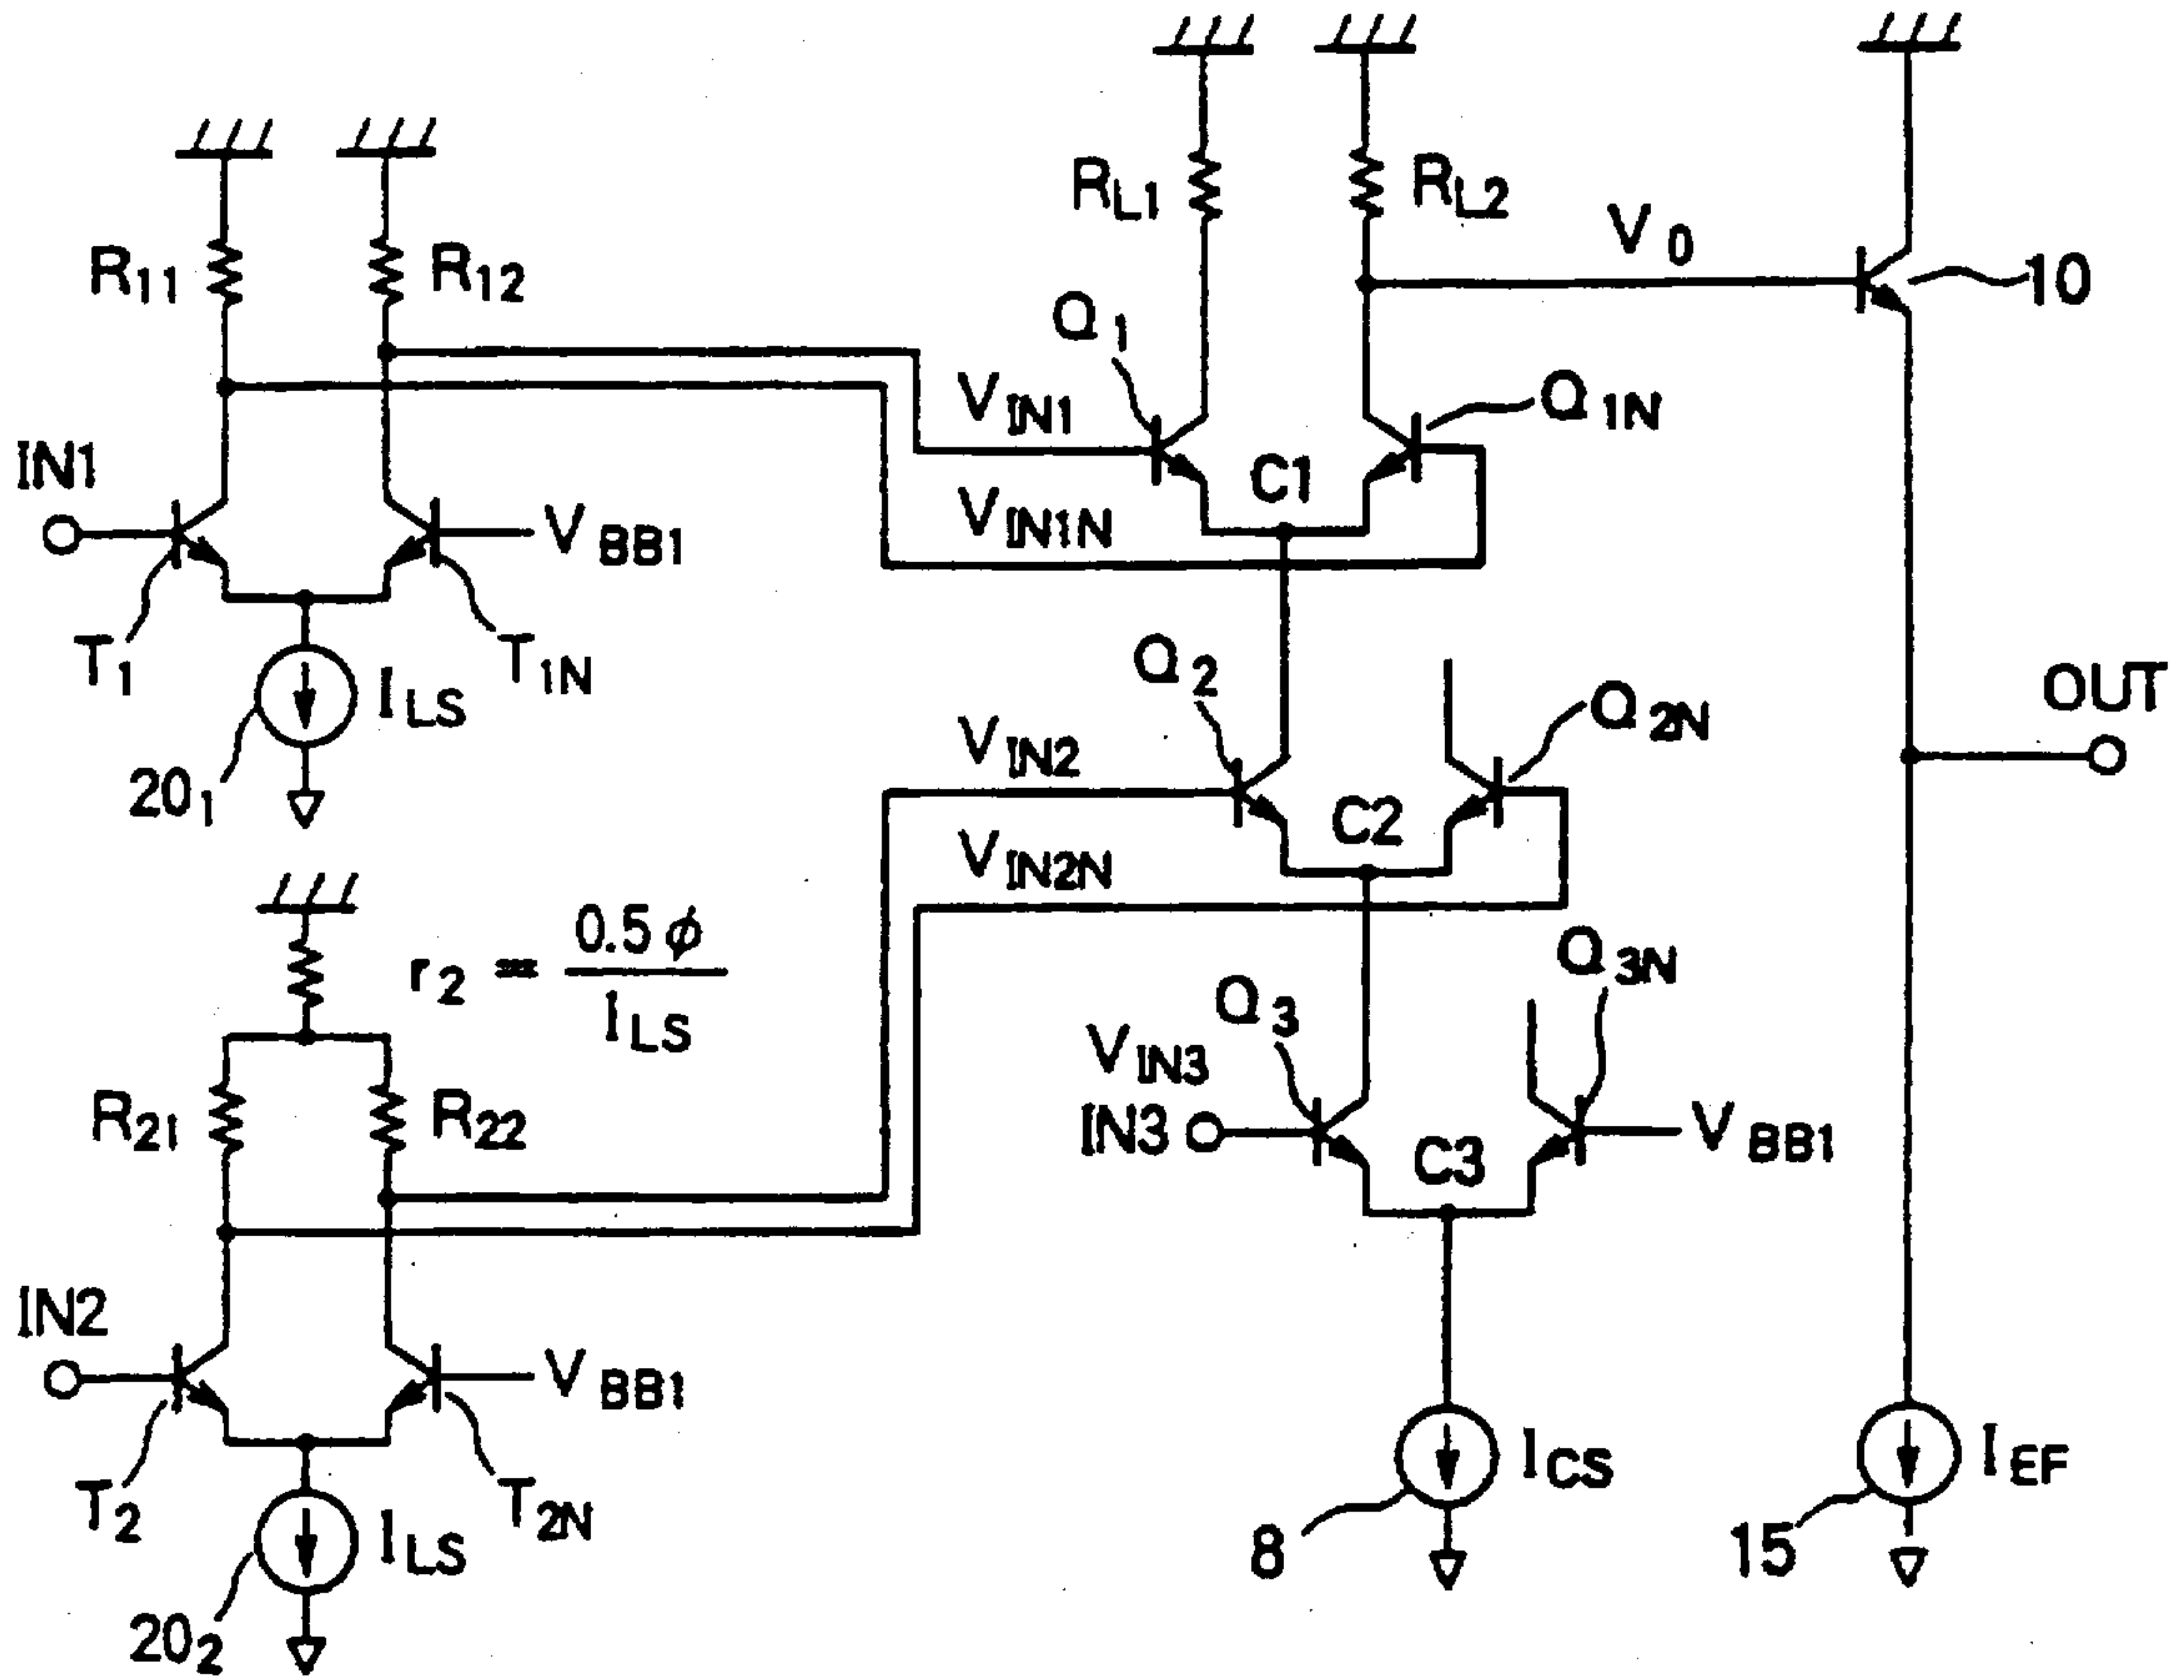 R11
R12
RL1
RL2
V0
10
Q1
Q1N
VIN1
C1
VIN1N
IN1
VBB1
T1
T1N
ILS
201
Q2
Q2N
OUT
VIN2
C2
VIN2N
r2 = 0.5 φ / ILS
Q3
Q3N
VIN3
IN3
C3
VBB1
R21
R22
IN2
VBB1
T2
T2N
ILS
202
ICS
8
IEF
15